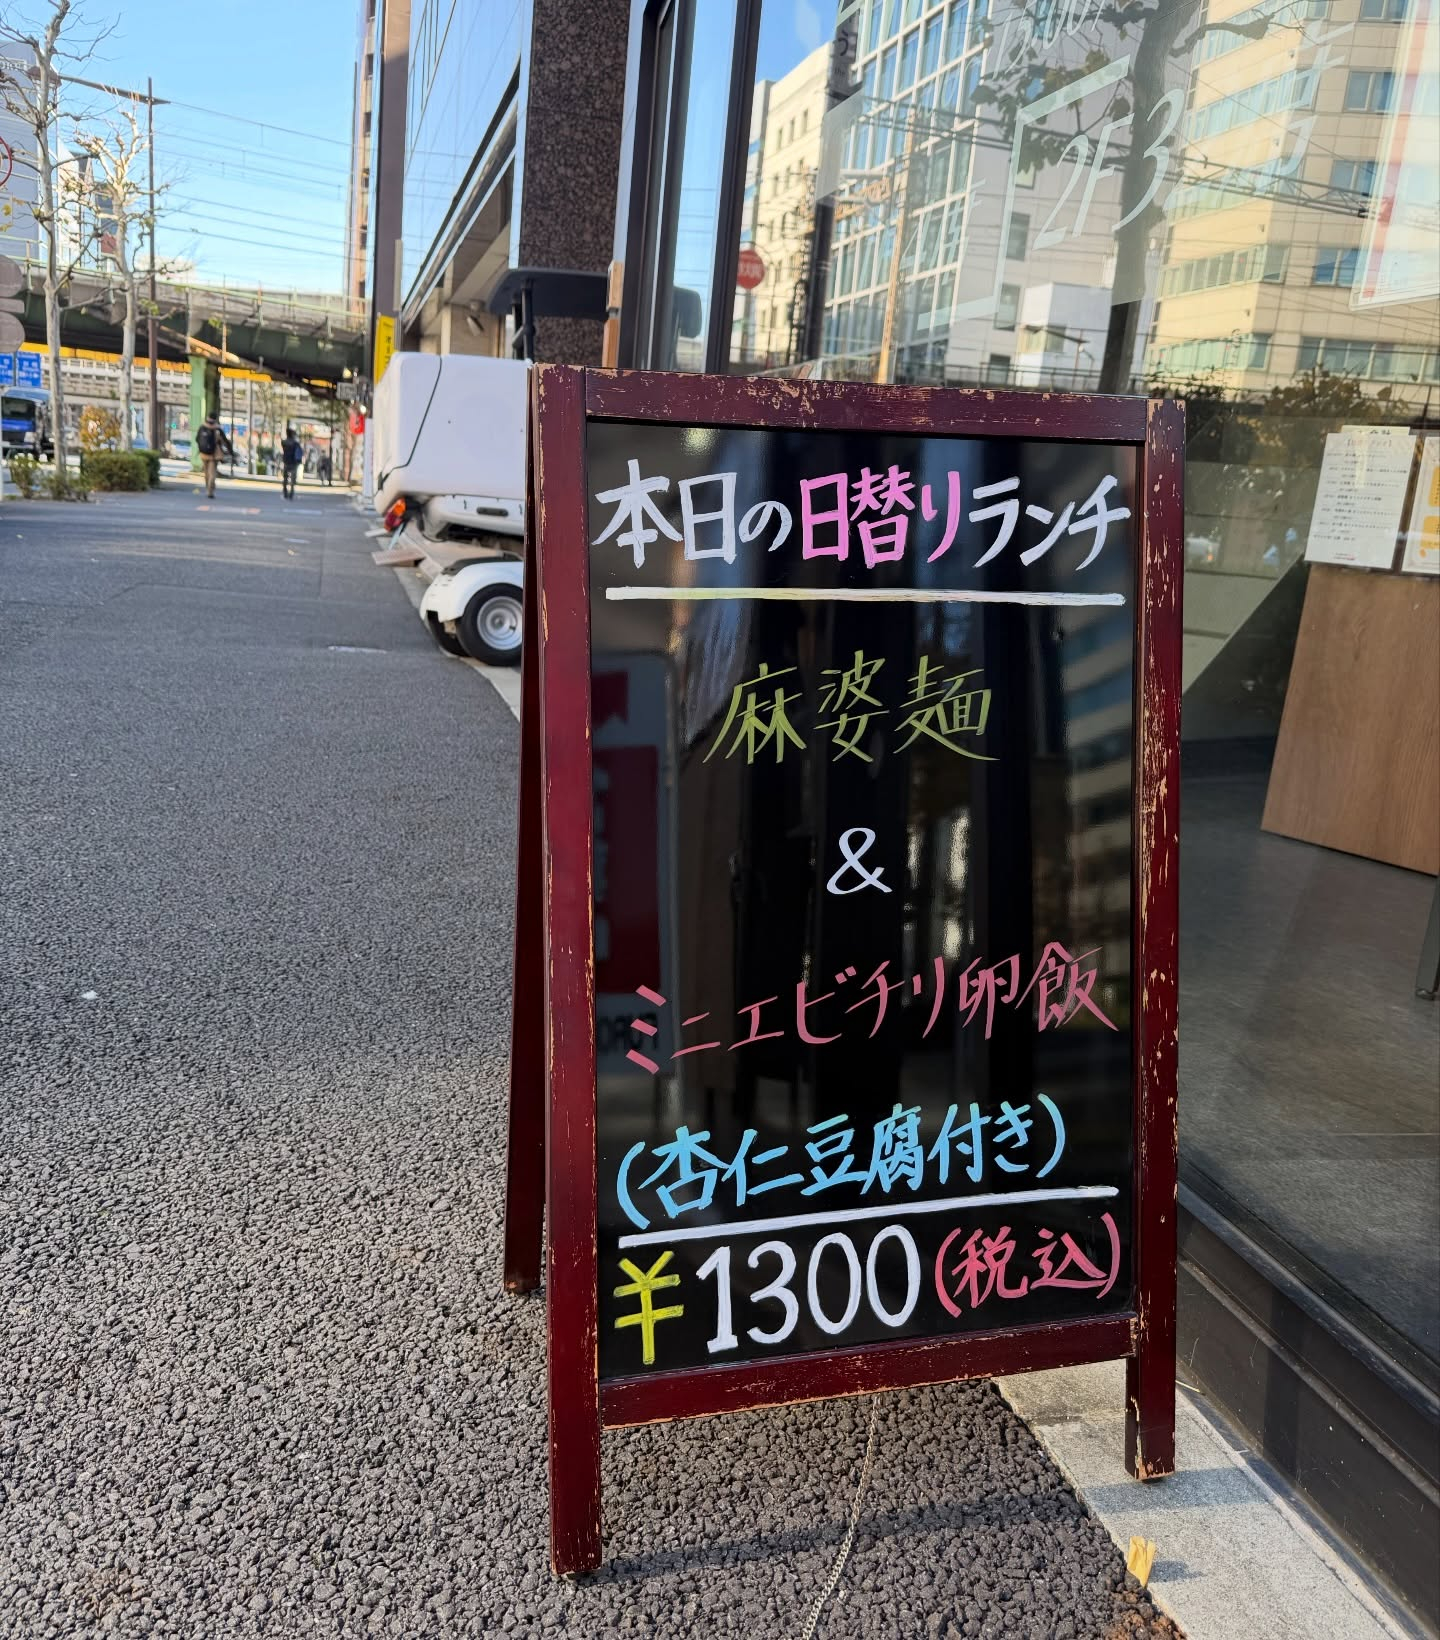 本日の日替りランチ
麻婆麺
&
ミニエビチリ卵飯
(杏仁豆腐付き)
¥1300(税込)
2F3